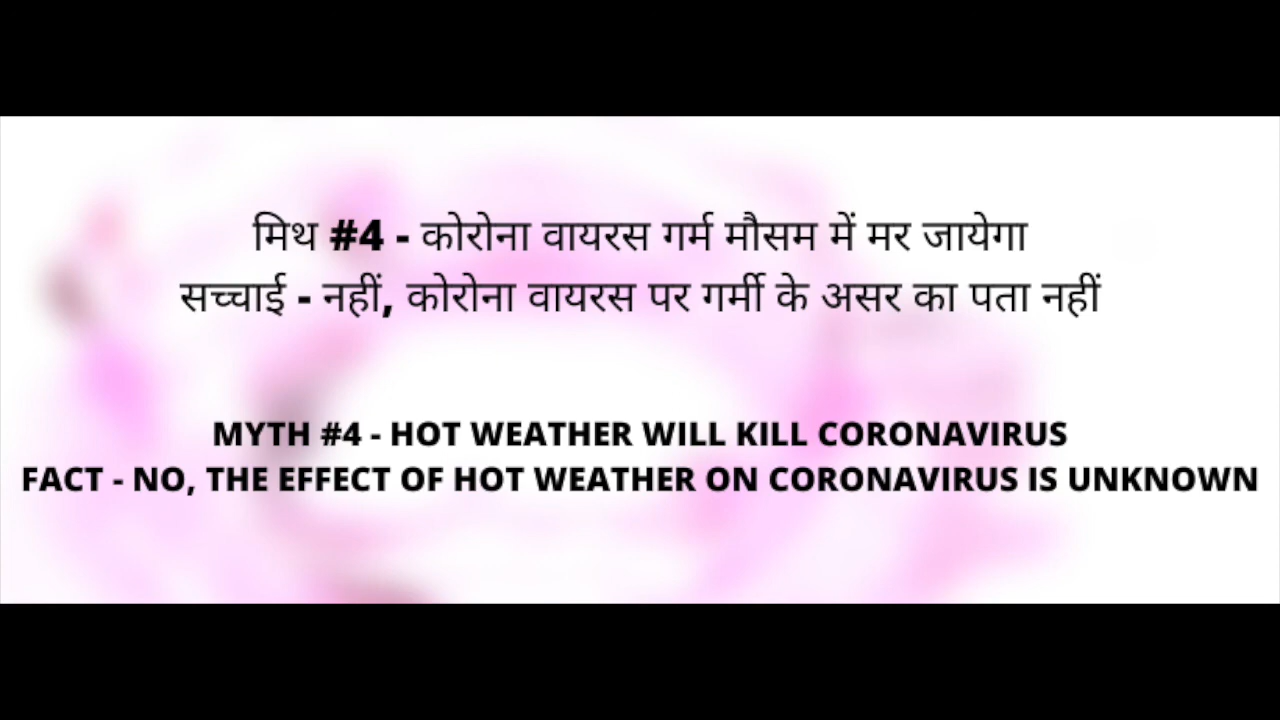 मिथ #4 - कोरोना वायरस गर्म मौसम में मर जायेगा
सच्चाई - नहीं, कोरोना वायरस पर गर्मी के असर का पता नहीं
MYTH #4 - HOT WEATHER WILL KILL CORONAVIRUS
FACT - NO, THE EFFECT OF HOT WEATHER ON CORONAVIRUS IS UNKNOWN